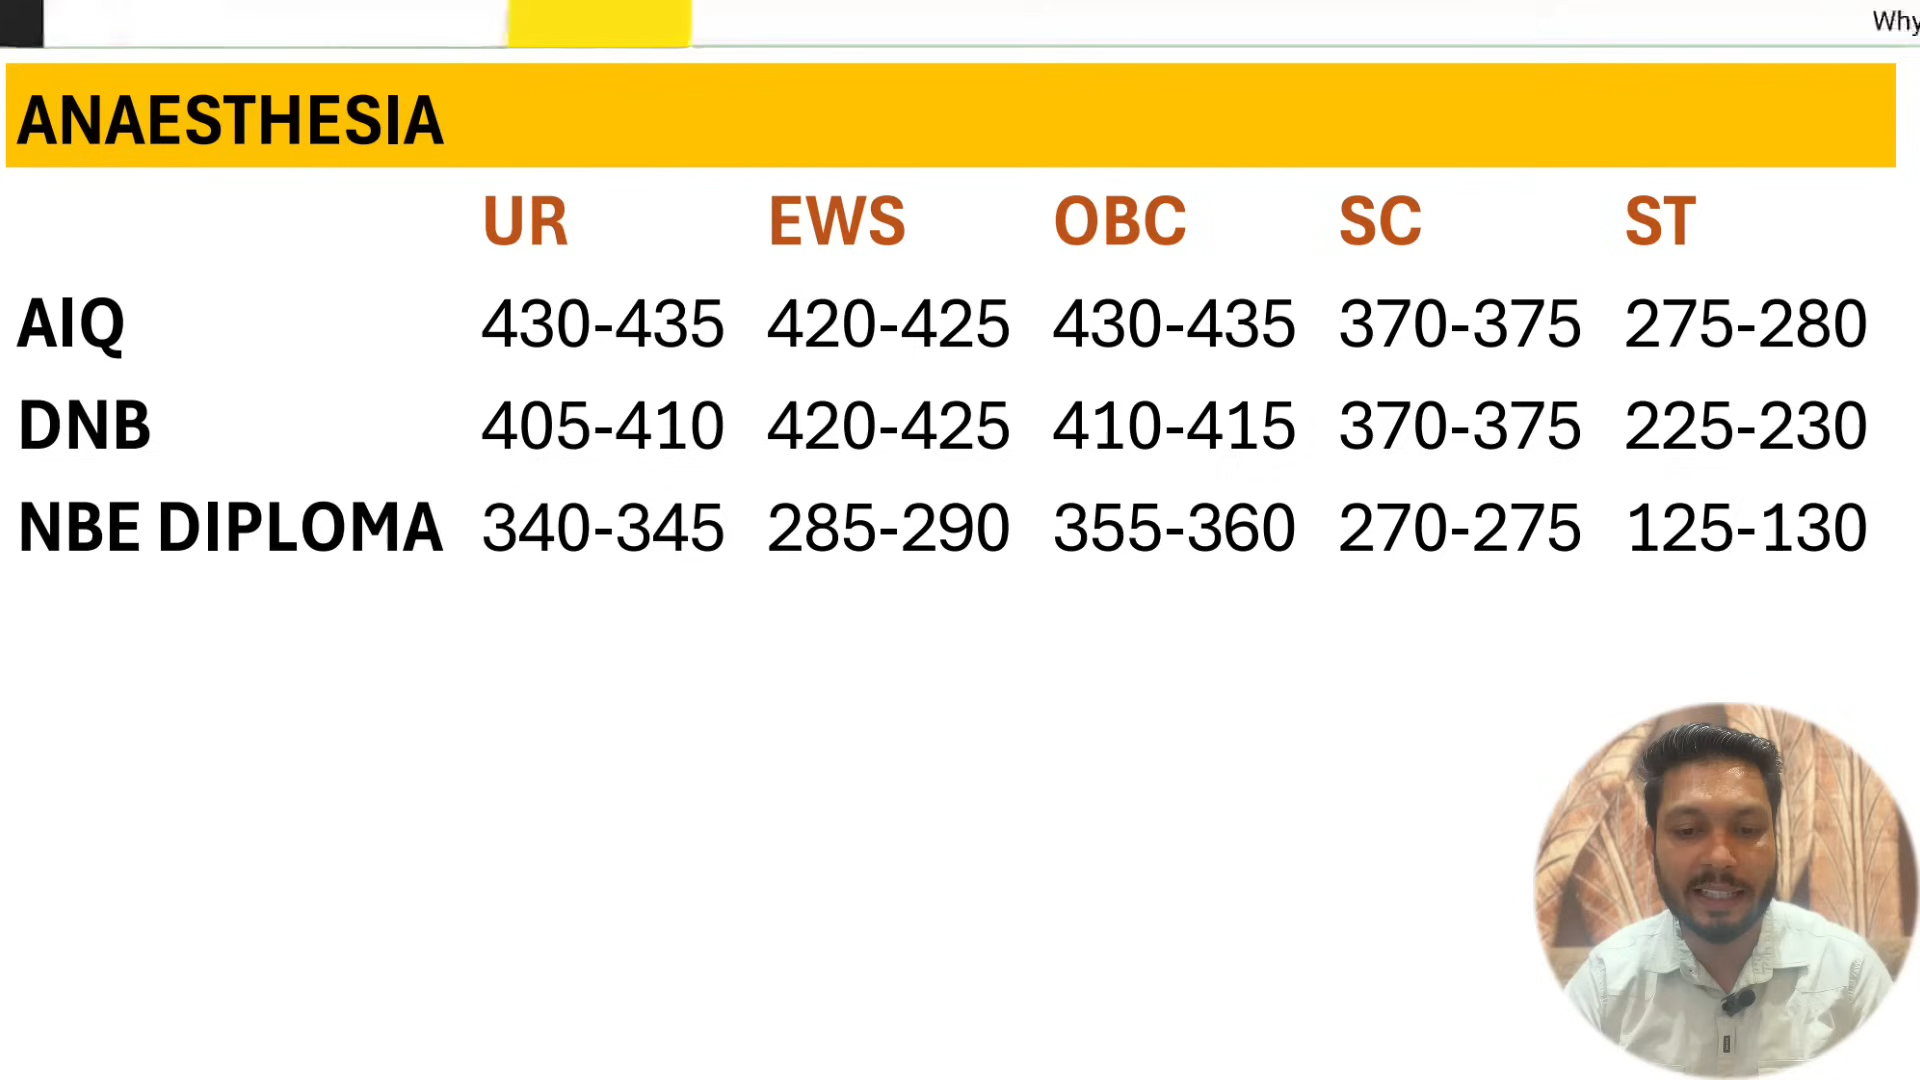 Why
ANAESTHESIA
UR EWS OBC SC ST
AIQ 430-435 420-425 430-435 370-375 275-280
DNB 405-410 420-425 410-415 370-375 225-230
NBE DIPLOMA 340-345 285-290 355-360 270-275 125-130